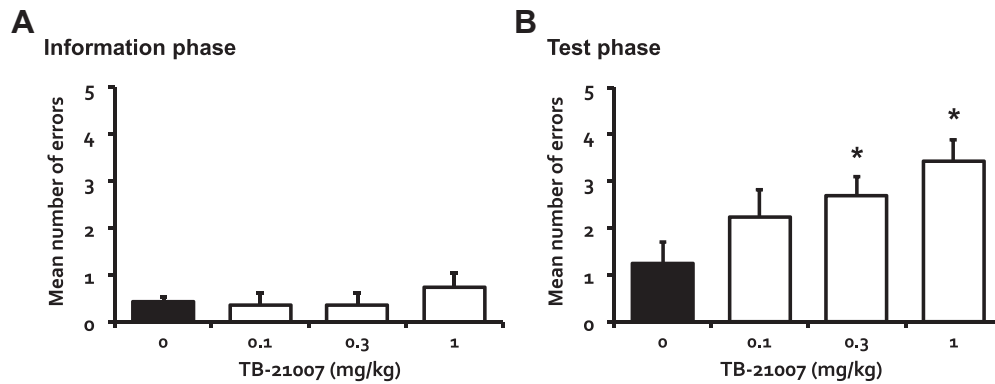 A
Information phase
Mean number of errors
5
4
3
2
1
0
0 0.1 0.3 1
TB-21007 (mg/kg)
B
Test phase
Mean number of errors
5
4
3
2
1
0
*
*
0 0.1 0.3 1
TB-21007 (mg/kg)